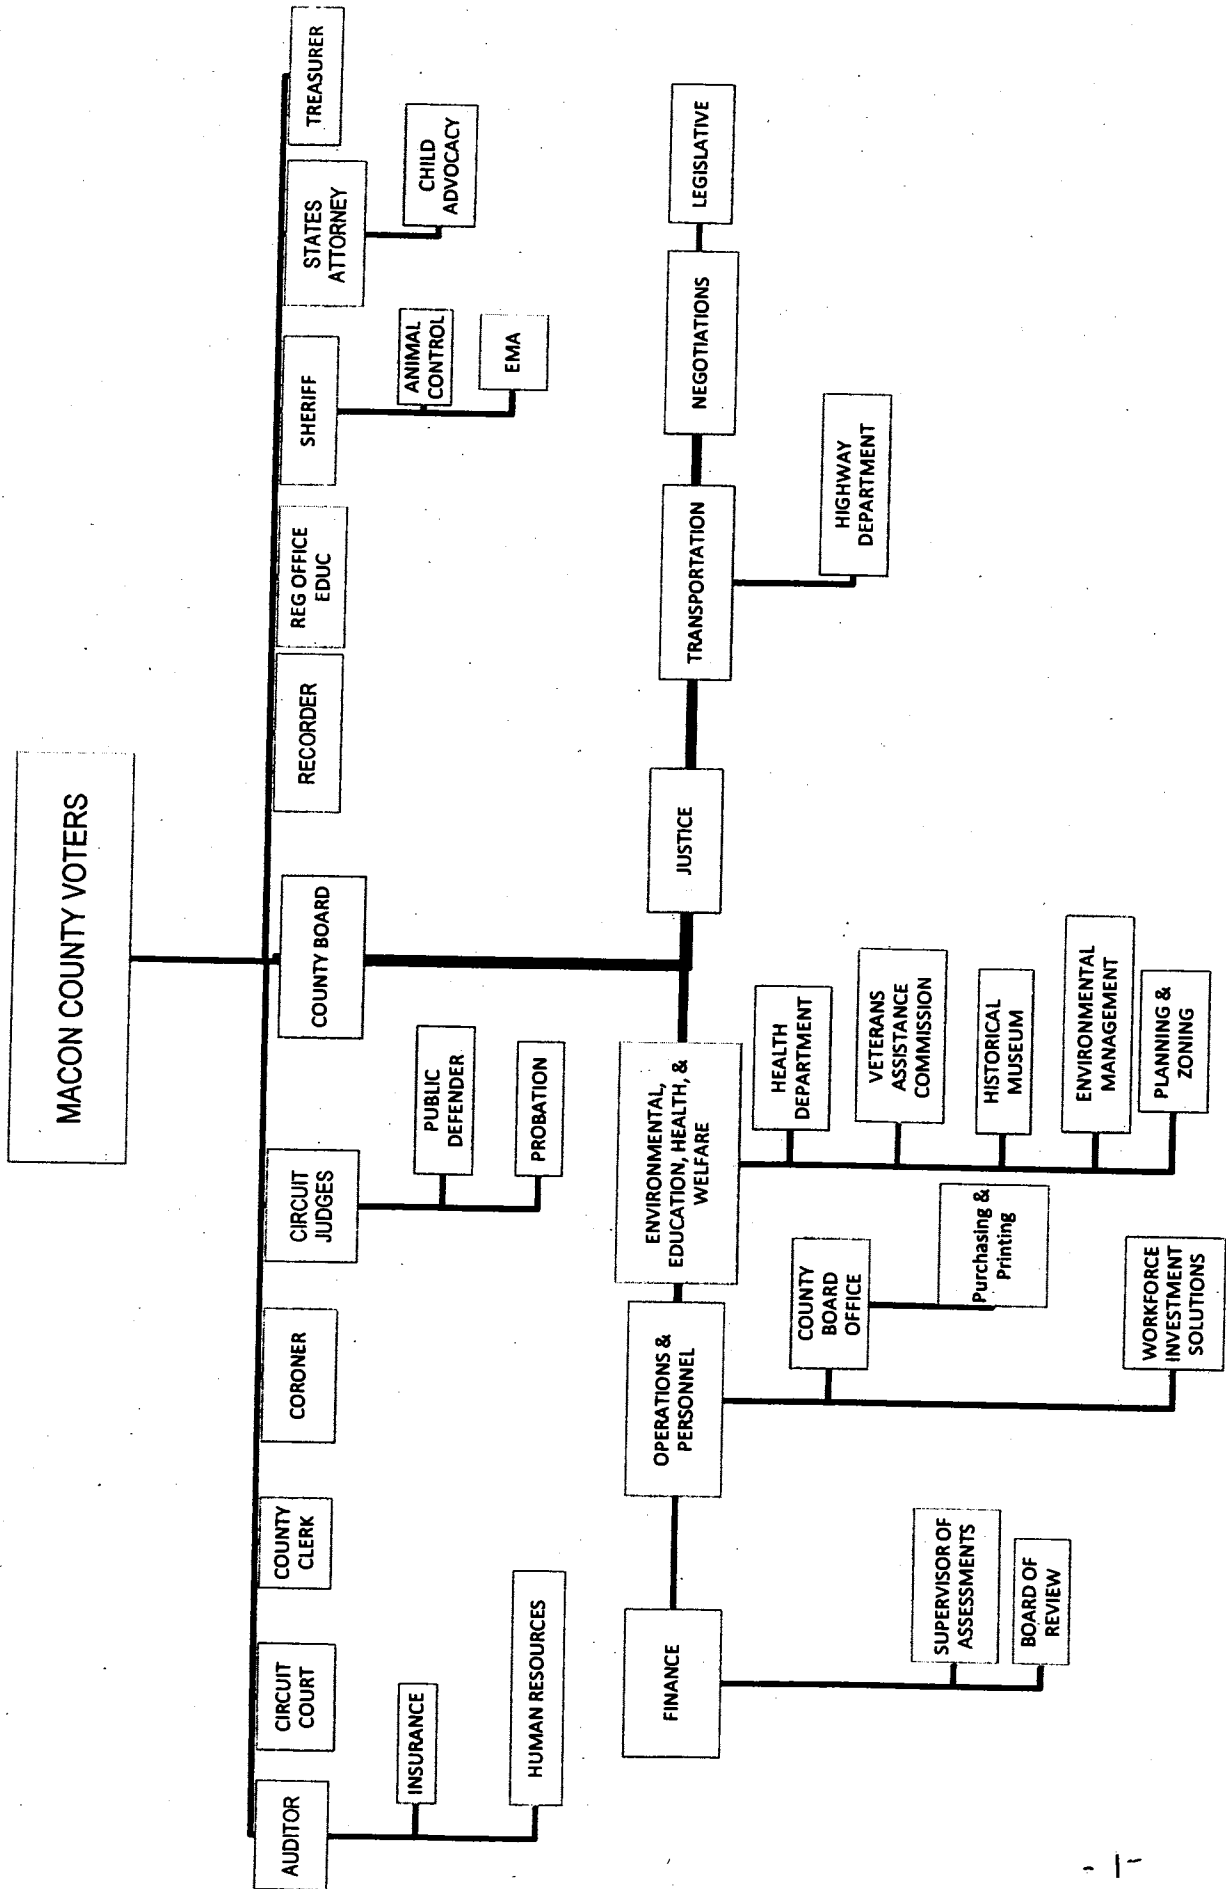 MACON COUNTY VOTERS
AUDITOR
CIRCUIT
COURT
COUNTY
CLERK
CORONER
CIRCUIT
JUDGES
COUNTY BOARD
RECORDER
REG OFFICE
EDUC
SHERIFF
STATES
ATTORNEY
TREASURER
INSURANCE
HUMAN RESOURCES
PUBLIC
DEFENDER
PROBATION
ANIMAL
CONTROL
EMA
CHILD
ADVOCACY
FINANCE
OPERATIONS &
PERSONNEL
ENVIRONMENTAL,
EDUCATION, HEALTH, &
WELFARE
JUSTICE
TRANSPORTATION
NEGOTIATIONS
LEGISLATIVE
SUPERVISOR OF
ASSESSMENTS
BOARD OF
REVIEW
COUNTY
BOARD
OFFICE
Purchasing &
Printing
WORKFORCE
INVESTMENT
SOLUTIONS
HEALTH
DEPARTMENT
VETERANS
ASSISTANCE
COMMISSION
HISTORICAL
MUSEUM
ENVIRONMENTAL
MANAGEMENT
PLANNING &
ZONING
HIGHWAY
DEPARTMENT
-1-